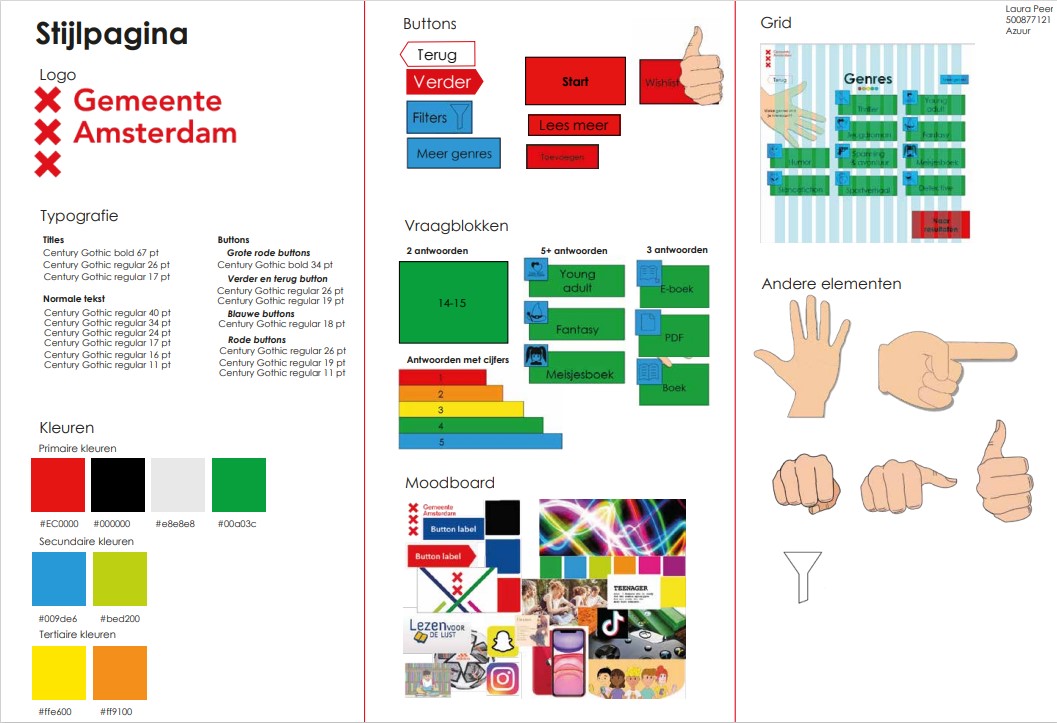 Stijlpagina
Logo
Gemeente
Amsterdam
Typografie
Titles
Century Gothic bold 67 pt
Century Gothic regular 26 pt
Century Gothic regular 17 pt
Normale tekst
Century Gothic regular 40 pt
Century Gothic regular 34 pt
Century Gothic regular 24 pt
Century Gothic regular 17 pt
Century Gothic regular 16 pt
Century Gothic regular 11 pt
Buttons
Grote rode buttons
Century Gothic bold 34 pt
Verder en terug button
Century Gothic regular 26 pt
Century Gothic regular 19 pt
Blauwe buttons
Century Gothic regular 18 pt
Rode buttons
Century Gothic regular 26 pt
Century Gothic regular 19 pt
Century Gothic regular 11 pt
Kleuren
Primaire kleuren
#EC0000
#000000
#e8e8e8
#00a03c
Secundaire kleuren
#009de6
#bed200
Tertiaire kleuren
#ffe600
#ff9100
Buttons
Terug
Verder
Filters
Meer genres
Start
Wishlist
Lees meer
Toevoegen
Vraagblokken
2 antwoorden
14-15
5+ antwoorden
Young
adult
Fantasy
Meisjesboek
3 antwoorden
E-boek
PDF
Boek
Antwoorden met cijfers
1
2
3
4
5
Moodboard
Gemeente
Amsterdam
Button label
Button label
TEENAGER
LEZEN VOOR
DE LIJST
Grid
Terug
Genres
Thriller
Young
adult
Jeugdroman
Fantasy
Humor
Spanning
& avontuur
Meisjesboek
Nonfiction
Sportverhaal
Detective
Naar
resultaten
Andere elementen
Laura Peer
500877121
Azuur